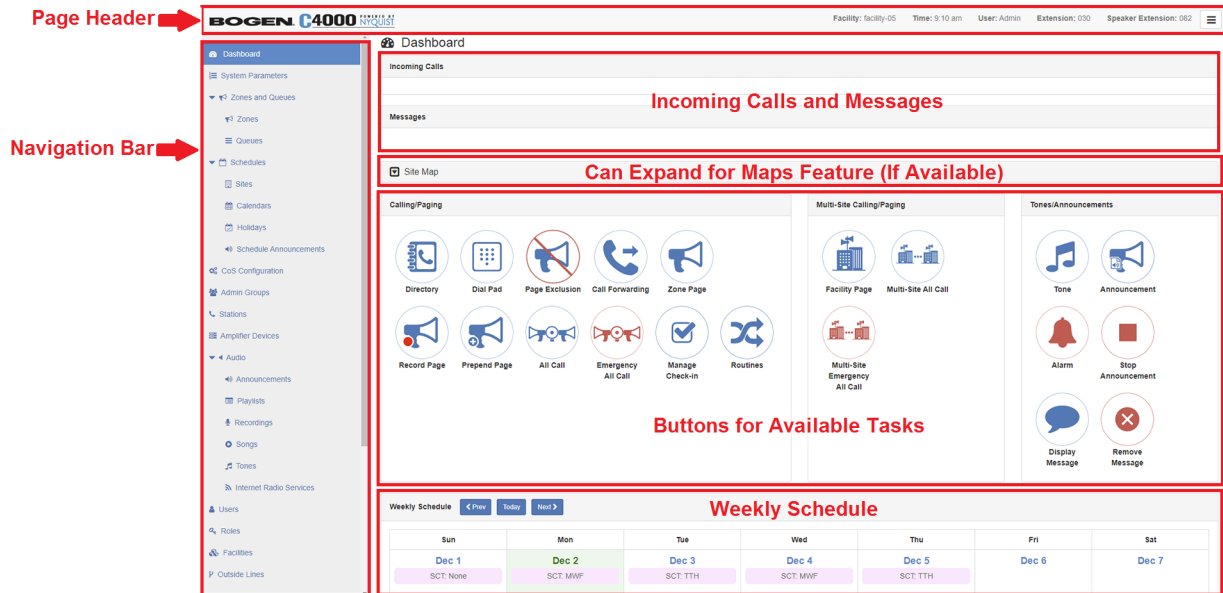 Page Header
BOGEN C4000 POWERED BY NYQUIST
Facility: facility-05 Time: 9:10 am User: Admin Extension: 030 Speaker Extension: 082
Navigation Bar
Dashboard
System Parameters
Zones and Queues
Zones
Queues
Schedules
Sites
Calendars
Holidays
Schedule Announcements
CoS Configuration
Admin Groups
Stations
Amplifier Devices
Audio
Announcements
Playlists
Recordings
Songs
Tones
Internet Radio Services
Users
Roles
Facilities
Outside Lines
Dashboard
Incoming Calls
Incoming Calls and Messages
Messages
Site Map
Can Expand for Maps Feature (If Available)
Calling/Paging
Directory
Dial Pad
Page Exclusion
Call Forwarding
Zone Page
Record Page
Prepend Page
All Call
Emergency
All Call
Manage
Check-in
Routines
Multi-Site Calling/Paging
Facility Page
Multi-Site All Call
Multi-Site
Emergency
All Call
Tones/Announcements
Tone
Announcement
Alarm
Stop
Announcement
Display
Message
Remove
Message
Buttons for Available Tasks
Weekly Schedule Prev Today Next
Weekly Schedule
Sun Mon Tue Wed Thu Fri Sat
Dec 1 Dec 2 Dec 3 Dec 4 Dec 5 Dec 6 Dec 7
SCT: None SCT: MWF SCT: TTH SCT: MWF SCT: TTH